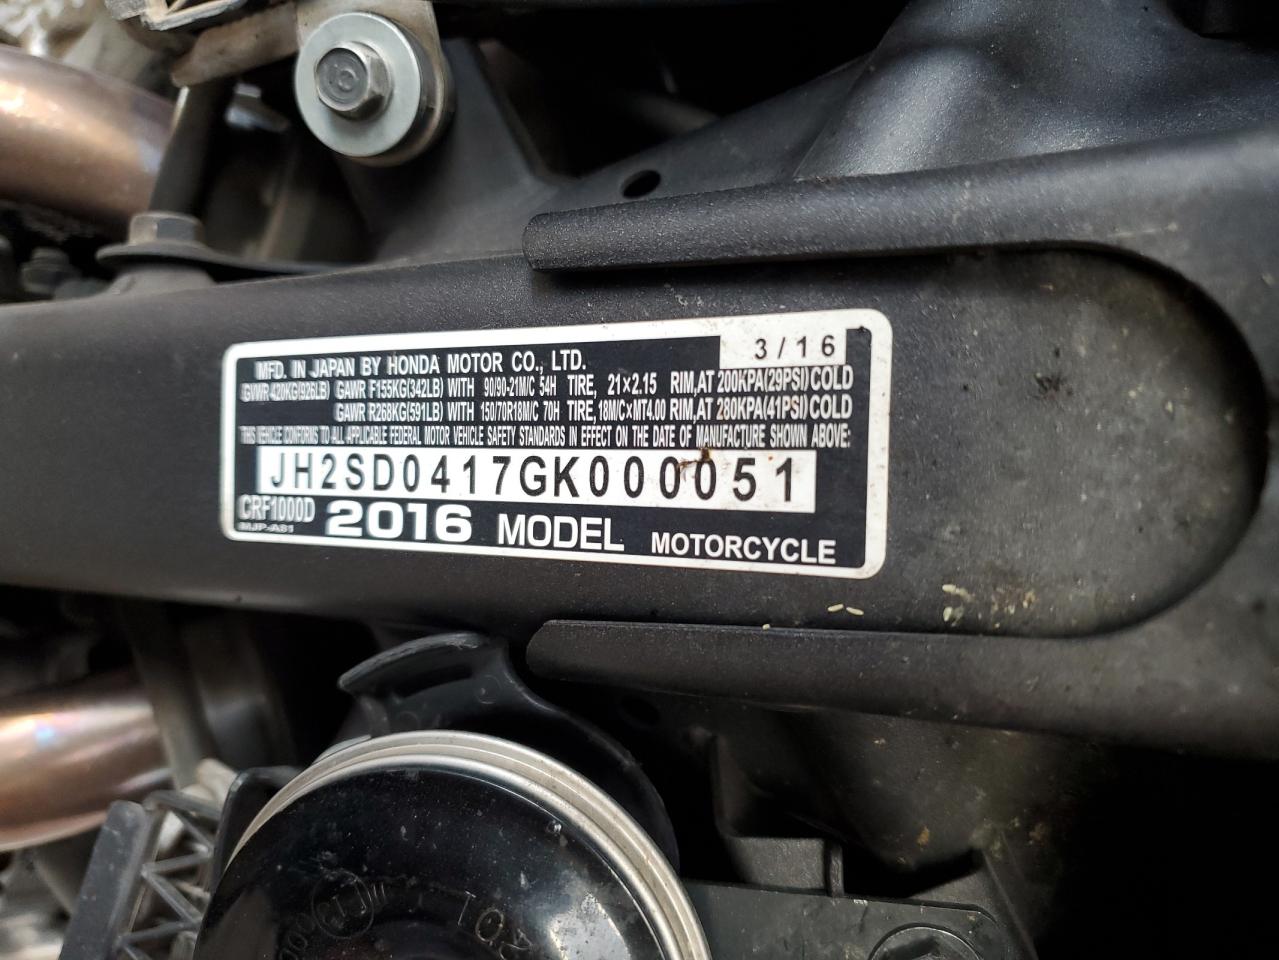 6
3/16
MFD. IN JAPAN BY HONDA MOTOR CO., LTD.
GVWR 420KG(926LB) GAWR F155KG(342LB) WITH 90/90-21M/C 54H TIRE, 21×2.15 RIM,AT 200KPA(29PSI)COLD
GAWR R268KG(591LB) WITH 150/70R18M/C 70H TIRE,18M/C×MT4.00 RIM,AT 280KPA(41PSI)COLD
THIS VEHICLE CONFORMS TO ALL APPLICABLE FEDERAL MOTOR VEHICLE SAFETY STANDARDS IN EFFECT ON THE DATE OF MANUFACTURE SHOWN ABOVE:
JH2SD0417GK000051
CRF1000D 2016 MODEL MOTORCYCLE
MJP-A81